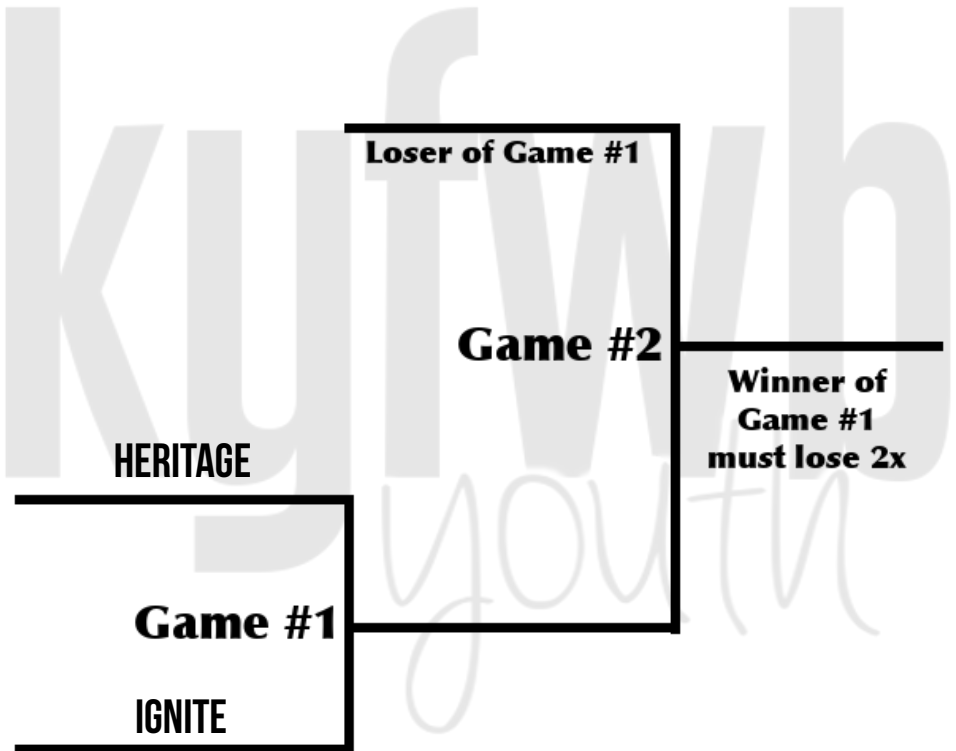 kyfwb
youth
Loser of Game #1
Game #2
Winner of
Game #1
must lose 2x
HERITAGE
Game #1
IGNITE